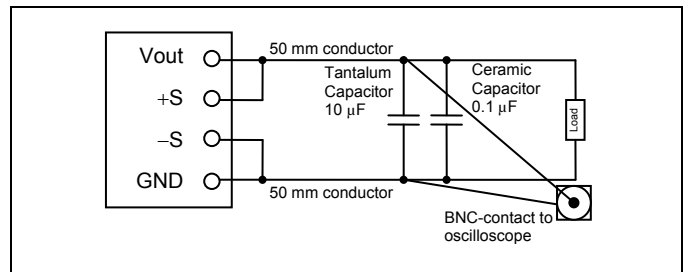 Vout
+S
−S
GND
50 mm conductor
Tantalum
Capacitor
10 µF
Ceramic
Capacitor
0.1 µF
Load
50 mm conductor
BNC-contact to
oscilloscope